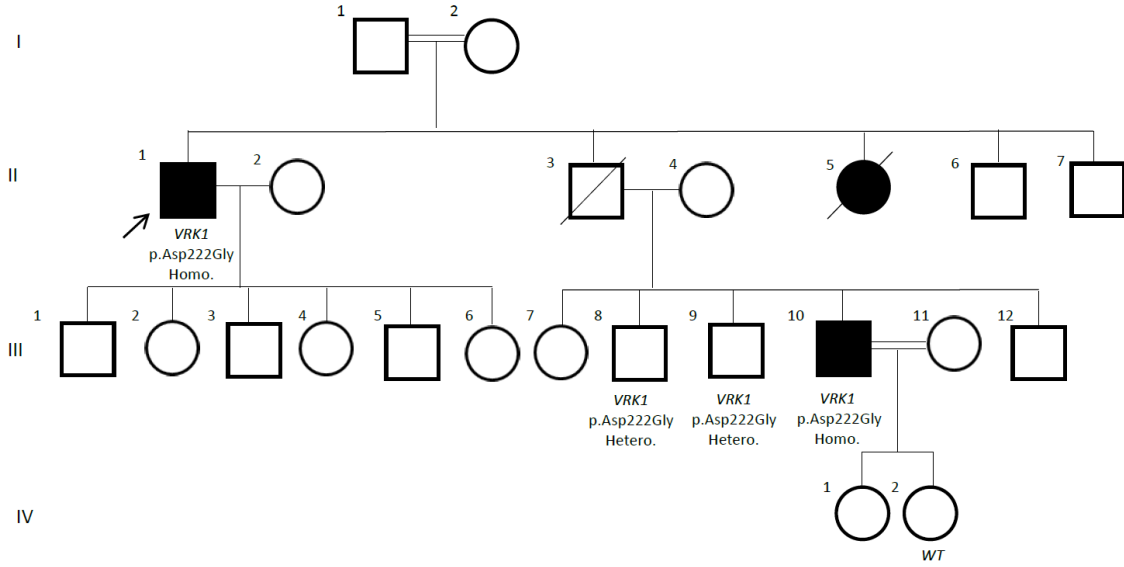 I
1
2
II
1
2
3
4
5
6
7
VRK1
p.Asp222Gly
Homo.
III
1
2
3
4
5
6
7
8
9
10
11
12
VRK1
p.Asp222Gly
Hetero.
VRK1
p.Asp222Gly
Hetero.
VRK1
p.Asp222Gly
Homo.
IV
1
2
WT